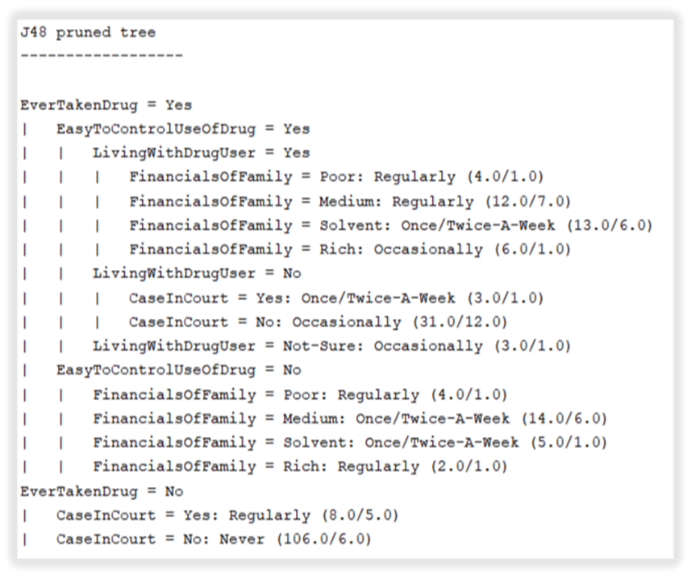 J48 pruned tree
------------------
EverTakenDrug = Yes
|   EasyToControlUseOfDrug = Yes
|   |   LivingWithDrugUser = Yes
|   |   |   FinancialsOfFamily = Poor: Regularly (4.0/1.0)
|   |   |   FinancialsOfFamily = Medium: Regularly (12.0/7.0)
|   |   |   FinancialsOfFamily = Solvent: Once/Twice-A-Week (13.0/6.0)
|   |   |   FinancialsOfFamily = Rich: Occasionally (6.0/1.0)
|   |   LivingWithDrugUser = No
|   |   |   CaseInCourt = Yes: Once/Twice-A-Week (3.0/1.0)
|   |   |   CaseInCourt = No: Occasionally (31.0/12.0)
|   |   LivingWithDrugUser = Not-Sure: Occasionally (3.0/1.0)
|   EasyToControlUseOfDrug = No
|   |   FinancialsOfFamily = Poor: Regularly (4.0/1.0)
|   |   FinancialsOfFamily = Medium: Once/Twice-A-Week (14.0/6.0)
|   |   FinancialsOfFamily = Solvent: Once/Twice-A-Week (5.0/1.0)
|   |   FinancialsOfFamily = Rich: Regularly (2.0/1.0)
EverTakenDrug = No
|   CaseInCourt = Yes: Regularly (8.0/5.0)
|   CaseInCourt = No: Never (106.0/6.0)